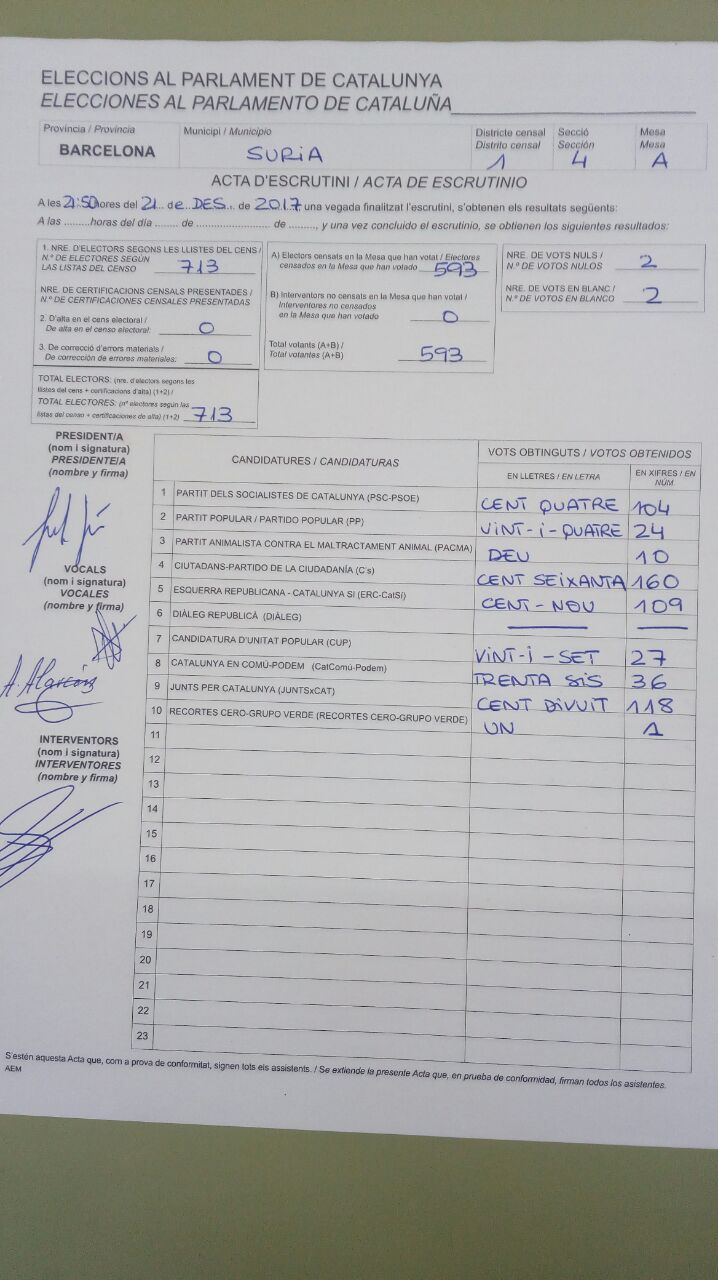 ELECCIONS AL PARLAMENT DE CATALUNYA
ELECCIONES AL PARLAMENTO DE CATALUÑA
Província / Provincia
BARCELONA
Municipi / Municipio
SURIA
Districte censal
Distrito censal
1
Secció
Sección
4
Mesa
Mesa
A
ACTA D'ESCRUTINI / ACTA DE ESCRUTINIO
A les 21:50 hores del 21 de DES. de 2017, una vegada finalitzat l'escrutini, s'obtenen els resultats següents:
A las .........horas del día ....... de .................... de ........., y una vez concluido el escrutinio, se obtienen los siguientes resultados:
1. NRE. D'ELECTORS SEGONS LES LLISTES DEL CENS /
N.º DE ELECTORES SEGÚN
LAS LISTAS DEL CENSO 713
NRE. DE CERTIFICACIONS CENSALS PRESENTADES /
N.º DE CERTIFICACIONES CENSALES PRESENTADAS
2. D'alta en el cens electoral /
De alta en el censo electoral: 0
3. De correcció d'errors materials /
De corrección de errores materiales: 0
TOTAL ELECTORS: (nre. d'electors segons les
llistes del cens + certificacions d'alta) (1+2) /
TOTAL ELECTORES: (nº electores según las
listas del censo + certificaciones de alta) (1+2) 713
A) Electors censats en la Mesa que han votat / Electores
censados en la Mesa que han votado 593
B) Interventors no censats en la Mesa que han votat /
Interventores no censados
en la Mesa que han votado 0
Total votants (A+B) /
Total votantes (A+B) 593
NRE. DE VOTS NULS /
N.º DE VOTOS NULOS 2
NRE. DE VOTS EN BLANC /
N.º DE VOTOS EN BLANCO 2
PRESIDENT/A
(nom i signatura)
PRESIDENTE/A
(nombre y firma)
VOCALS
(nom i signatura)
VOCALES
(nombre y firma)
A. Alarcón
INTERVENTORS
(nom i signatura)
INTERVENTORES
(nombre y firma)
CANDIDATURES / CANDIDATURAS
VOTS OBTINGUTS / VOTOS OBTENIDOS
EN LLETRES / EN LETRA
EN XIFRES / EN NÚM.
1 PARTIT DELS SOCIALISTES DE CATALUNYA (PSC-PSOE) CENT QUATRE 104
2 PARTIT POPULAR / PARTIDO POPULAR (PP) VINT-I-QUATRE 24
3 PARTIT ANIMALISTA CONTRA EL MALTRACTAMENT ANIMAL (PACMA) DEU 10
4 CIUTADANS-PARTIDO DE LA CIUDADANÍA (C's) CENT SEIXANTA 160
5 ESQUERRA REPUBLICANA - CATALUNYA SI (ERC-CatSí) CENT-NOU 109
6 DIÀLEG REPUBLICÀ (DIÀLEG)
7 CANDIDATURA D'UNITAT POPULAR (CUP) VINT-I-SET 27
8 CATALUNYA EN COMÚ-PODEM (CatComú-Podem) TRENTA SIS 36
9 JUNTS PER CATALUNYA (JUNTSxCAT) CENT DIVUIT 118
10 RECORTES CERO-GRUPO VERDE (RECORTES CERO-GRUPO VERDE) UN 1
11
12
13
14
15
16
17
18
19
20
21
22
23
S'estén aquesta Acta que, com a prova de conformitat, signen tots els assistents. / Se extiende la presente Acta que, en prueba de conformidad, firman todos los asistentes.
AEM